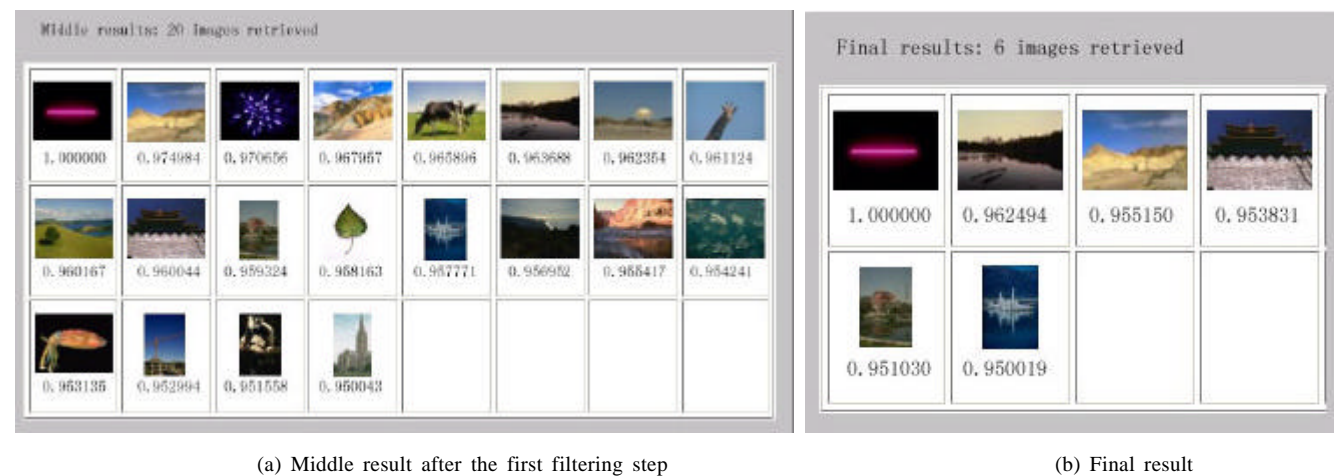 Middle results: 20 Images retrieved
1.000000 0.974984 0.970656 0.967957 0.965896 0.963688 0.962354 0.961124
0.960167 0.960044 0.959324 0.958163 0.957771 0.956952 0.955417 0.954241
0.953135 0.952994 0.951558 0.950043
(a) Middle result after the first filtering step
Final results: 6 images retrieved
1.000000 0.962494 0.955150 0.953831
0.951030 0.950019
(b) Final result